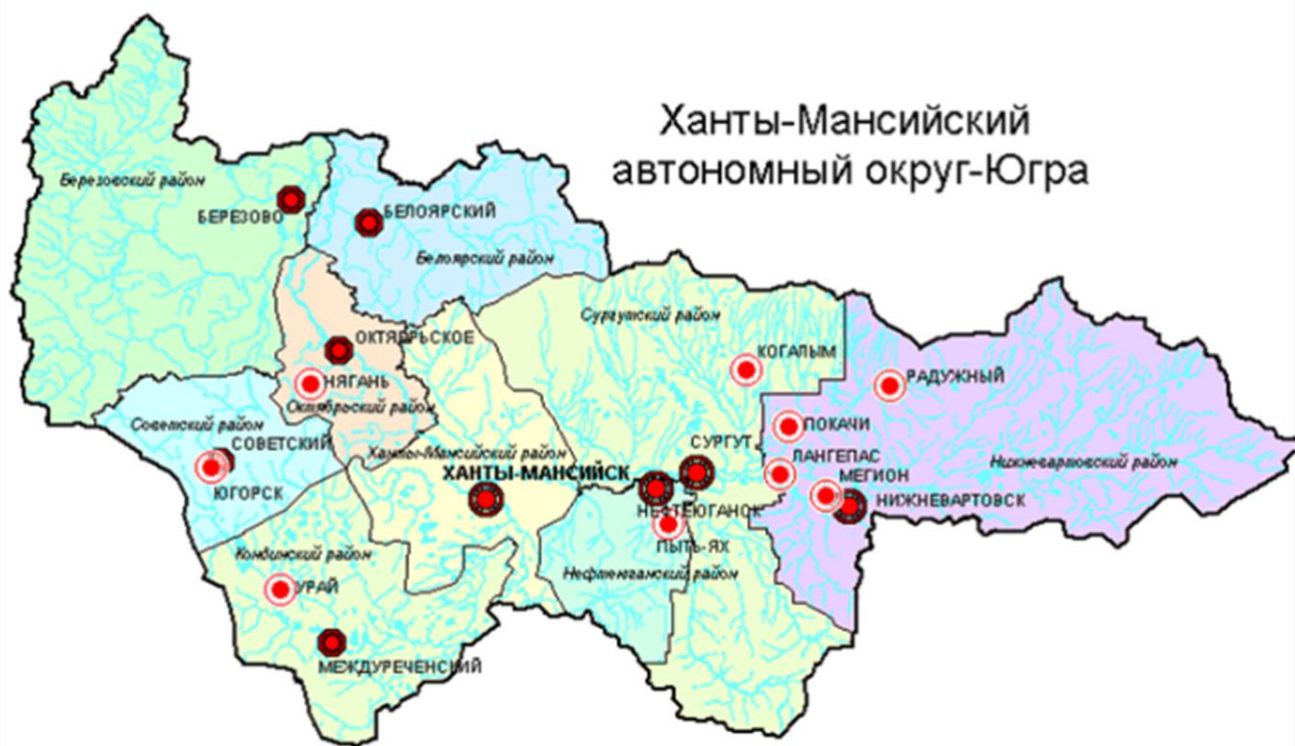 Ханты-Мансийский
автономный округ-Югра
Березовский район
БЕРЕЗОВО
БЕЛОЯРСКИЙ
Белоярский район
Сургутский район
ОКТЯБРЬСКОЕ
КОГАЛЫМ
НЯГАНЬ
РАДУЖНЫЙ
Октябрьский район
Советский район
ПОКАЧИ
СОВЕТСКИЙ
СУРГУТ
Ханты-Мансийский район
ЛАНГЕПАС
Нижневартовский район
ХАНТЫ-МАНСИЙСК
МЕГИОН
ЮГОРСК
НИЖНЕВАРТОВСК
НЕФТЕЮГАНСК
ПЫТЬ-ЯХ
Кондинский район
Нефтеюганский район
УРАЙ
МЕЖДУРЕЧЕНСКИЙ